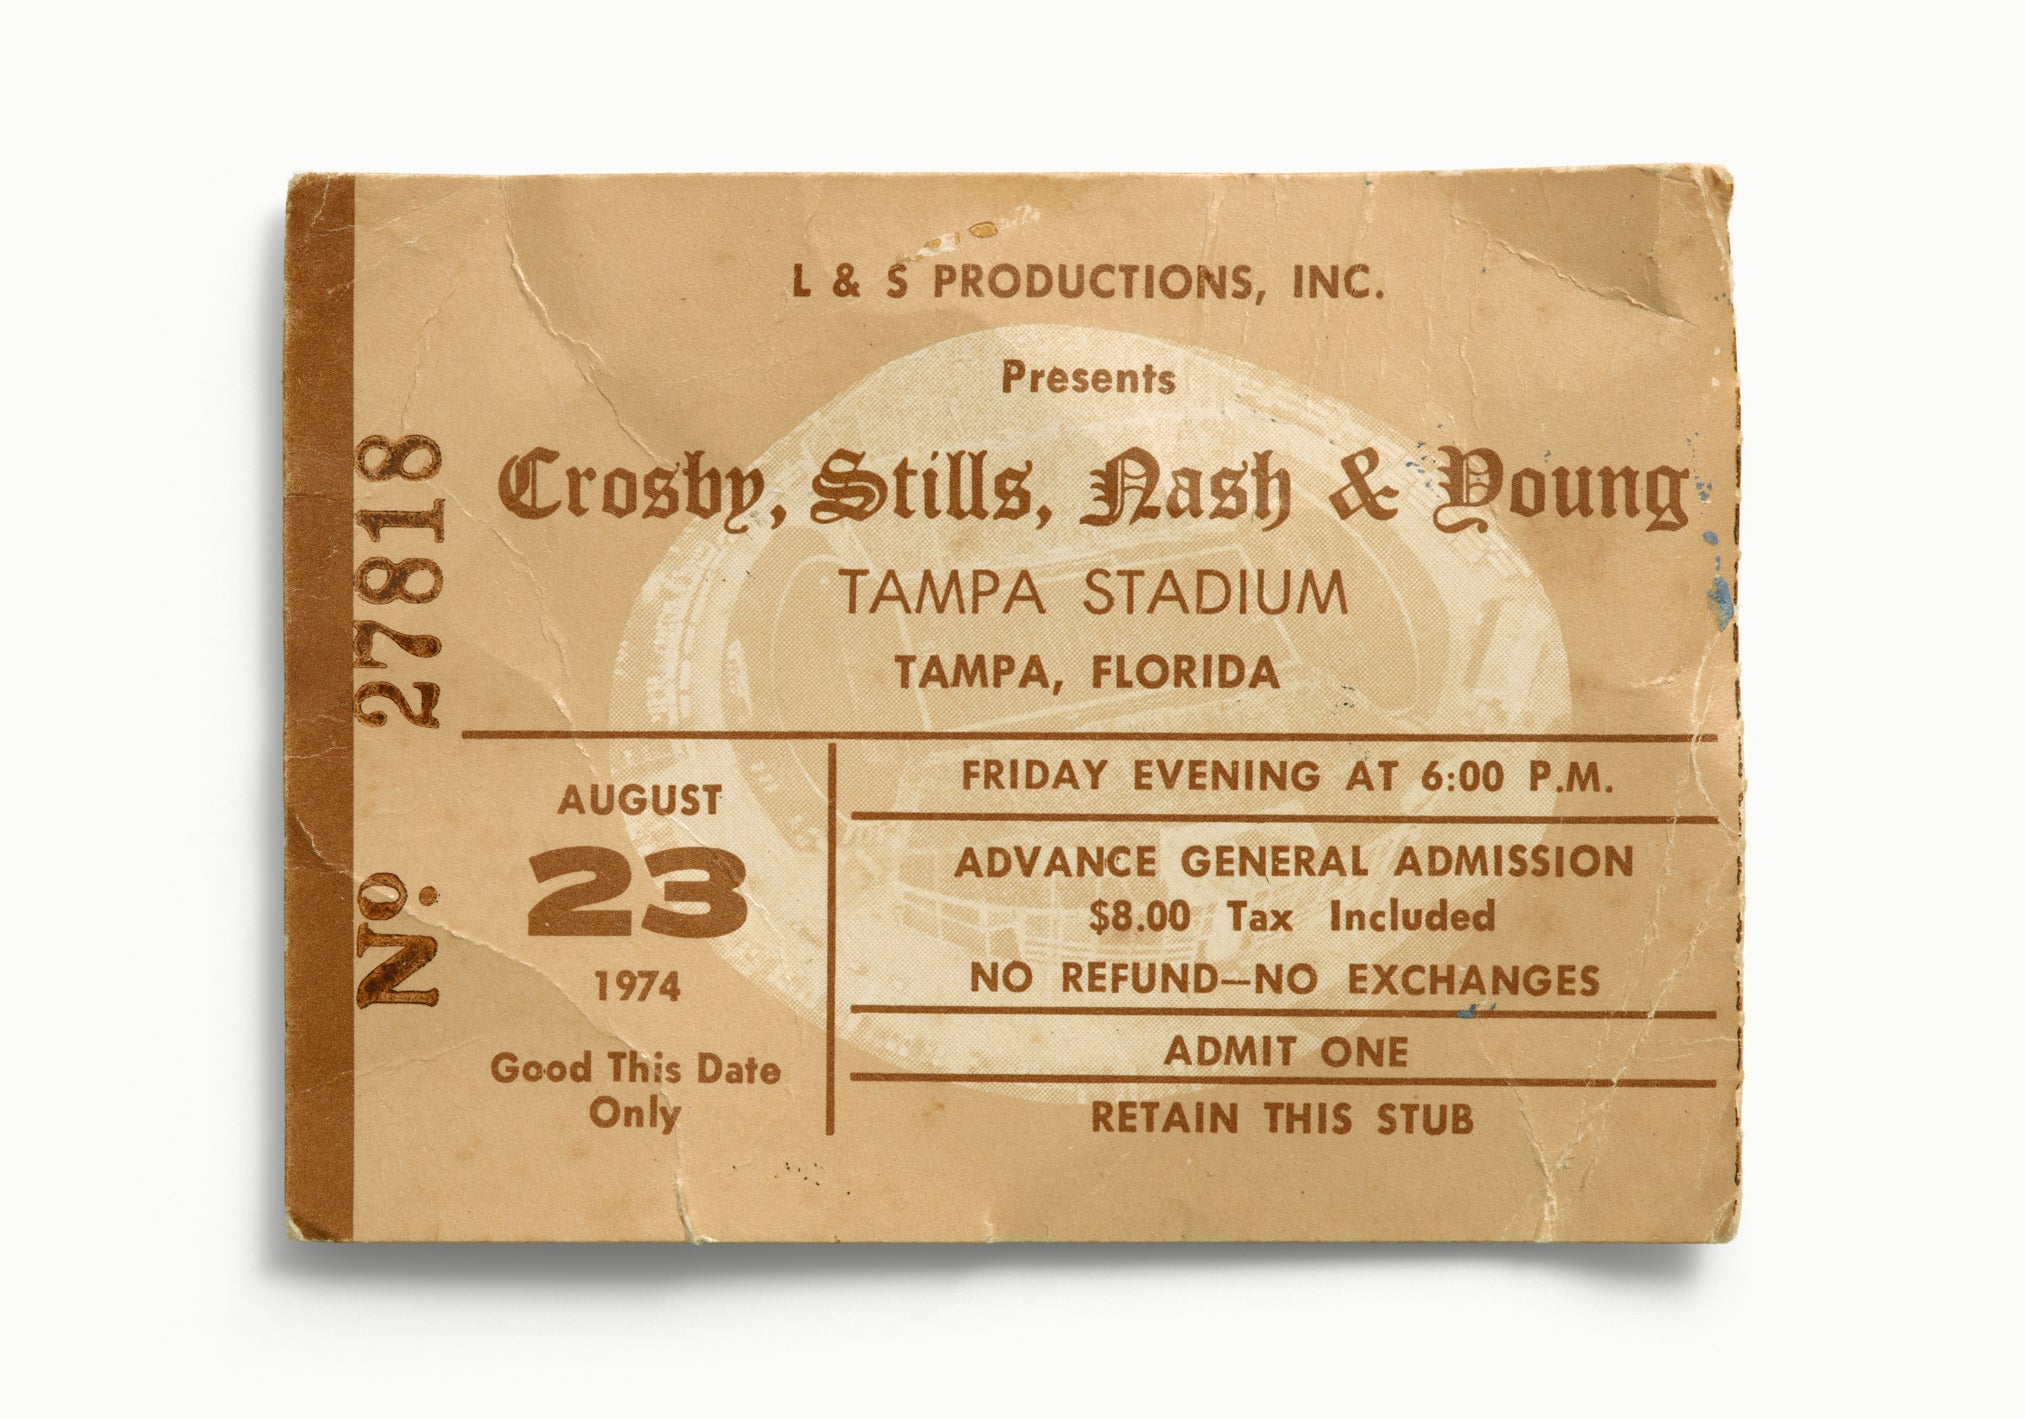 L & S PRODUCTIONS, INC.
Presents
Crosby, Stills, Nash & Young
TAMPA STADIUM
TAMPA, FLORIDA
No. 27818
AUGUST
23
1974
Good This Date
Only
FRIDAY EVENING AT 6:00 P.M.
ADVANCE GENERAL ADMISSION
$8.00 Tax Included
NO REFUND—NO EXCHANGES
ADMIT ONE
RETAIN THIS STUB